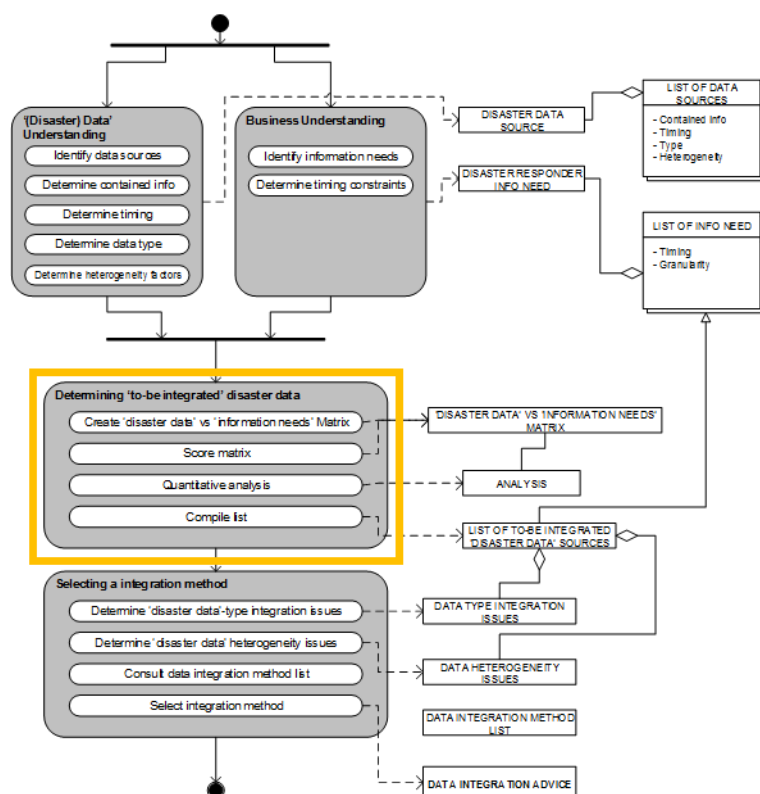 '(Disaster) Data'
Understanding
Identify data sources
Determine contained info
Determine timing
Determine data type
Determine heterogeneity factors
Business Understanding
Identify information needs
Determine timing constraints
DISASTER DATA
SOURCE
DISASTER RESPONDER
INFO NEED
LIST OF DATA
SOURCES
- Contained Info
- Timing
- Type
- Heterogeneity
LIST OF INFO NEED
- Timing
- Granularity
Determining 'to-be integrated' disaster data
Create 'disaster data' vs 'information needs' Matrix
Score matrix
Quantitative analysis
Compile list
'DISASTER DATA' VS 'INFORMATION NEEDS'
MATRIX
ANALYSIS
LIST OF TO-BE INTEGRATED
'DISASTER DATA' SOURCES
Selecting a integration method
Determine 'disaster data'-type integration issues
Determine 'disaster data' heterogeneity issues
Consult data integration method list
Select integration method
DATA TYPE INTEGRATION
ISSUES
DATA HETEROGENEITY
ISSUES
DATA INTEGRATION METHOD
LIST
DATA INTEGRATION ADVICE